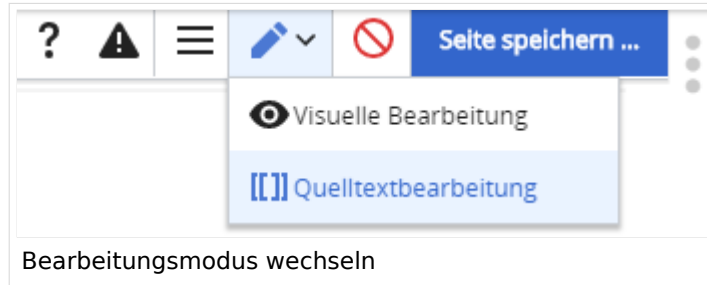 ? Seite speichern ...
Visuelle Bearbeitung
[[]] Quelltextbearbeitung
Bearbeitungsmodus wechseln